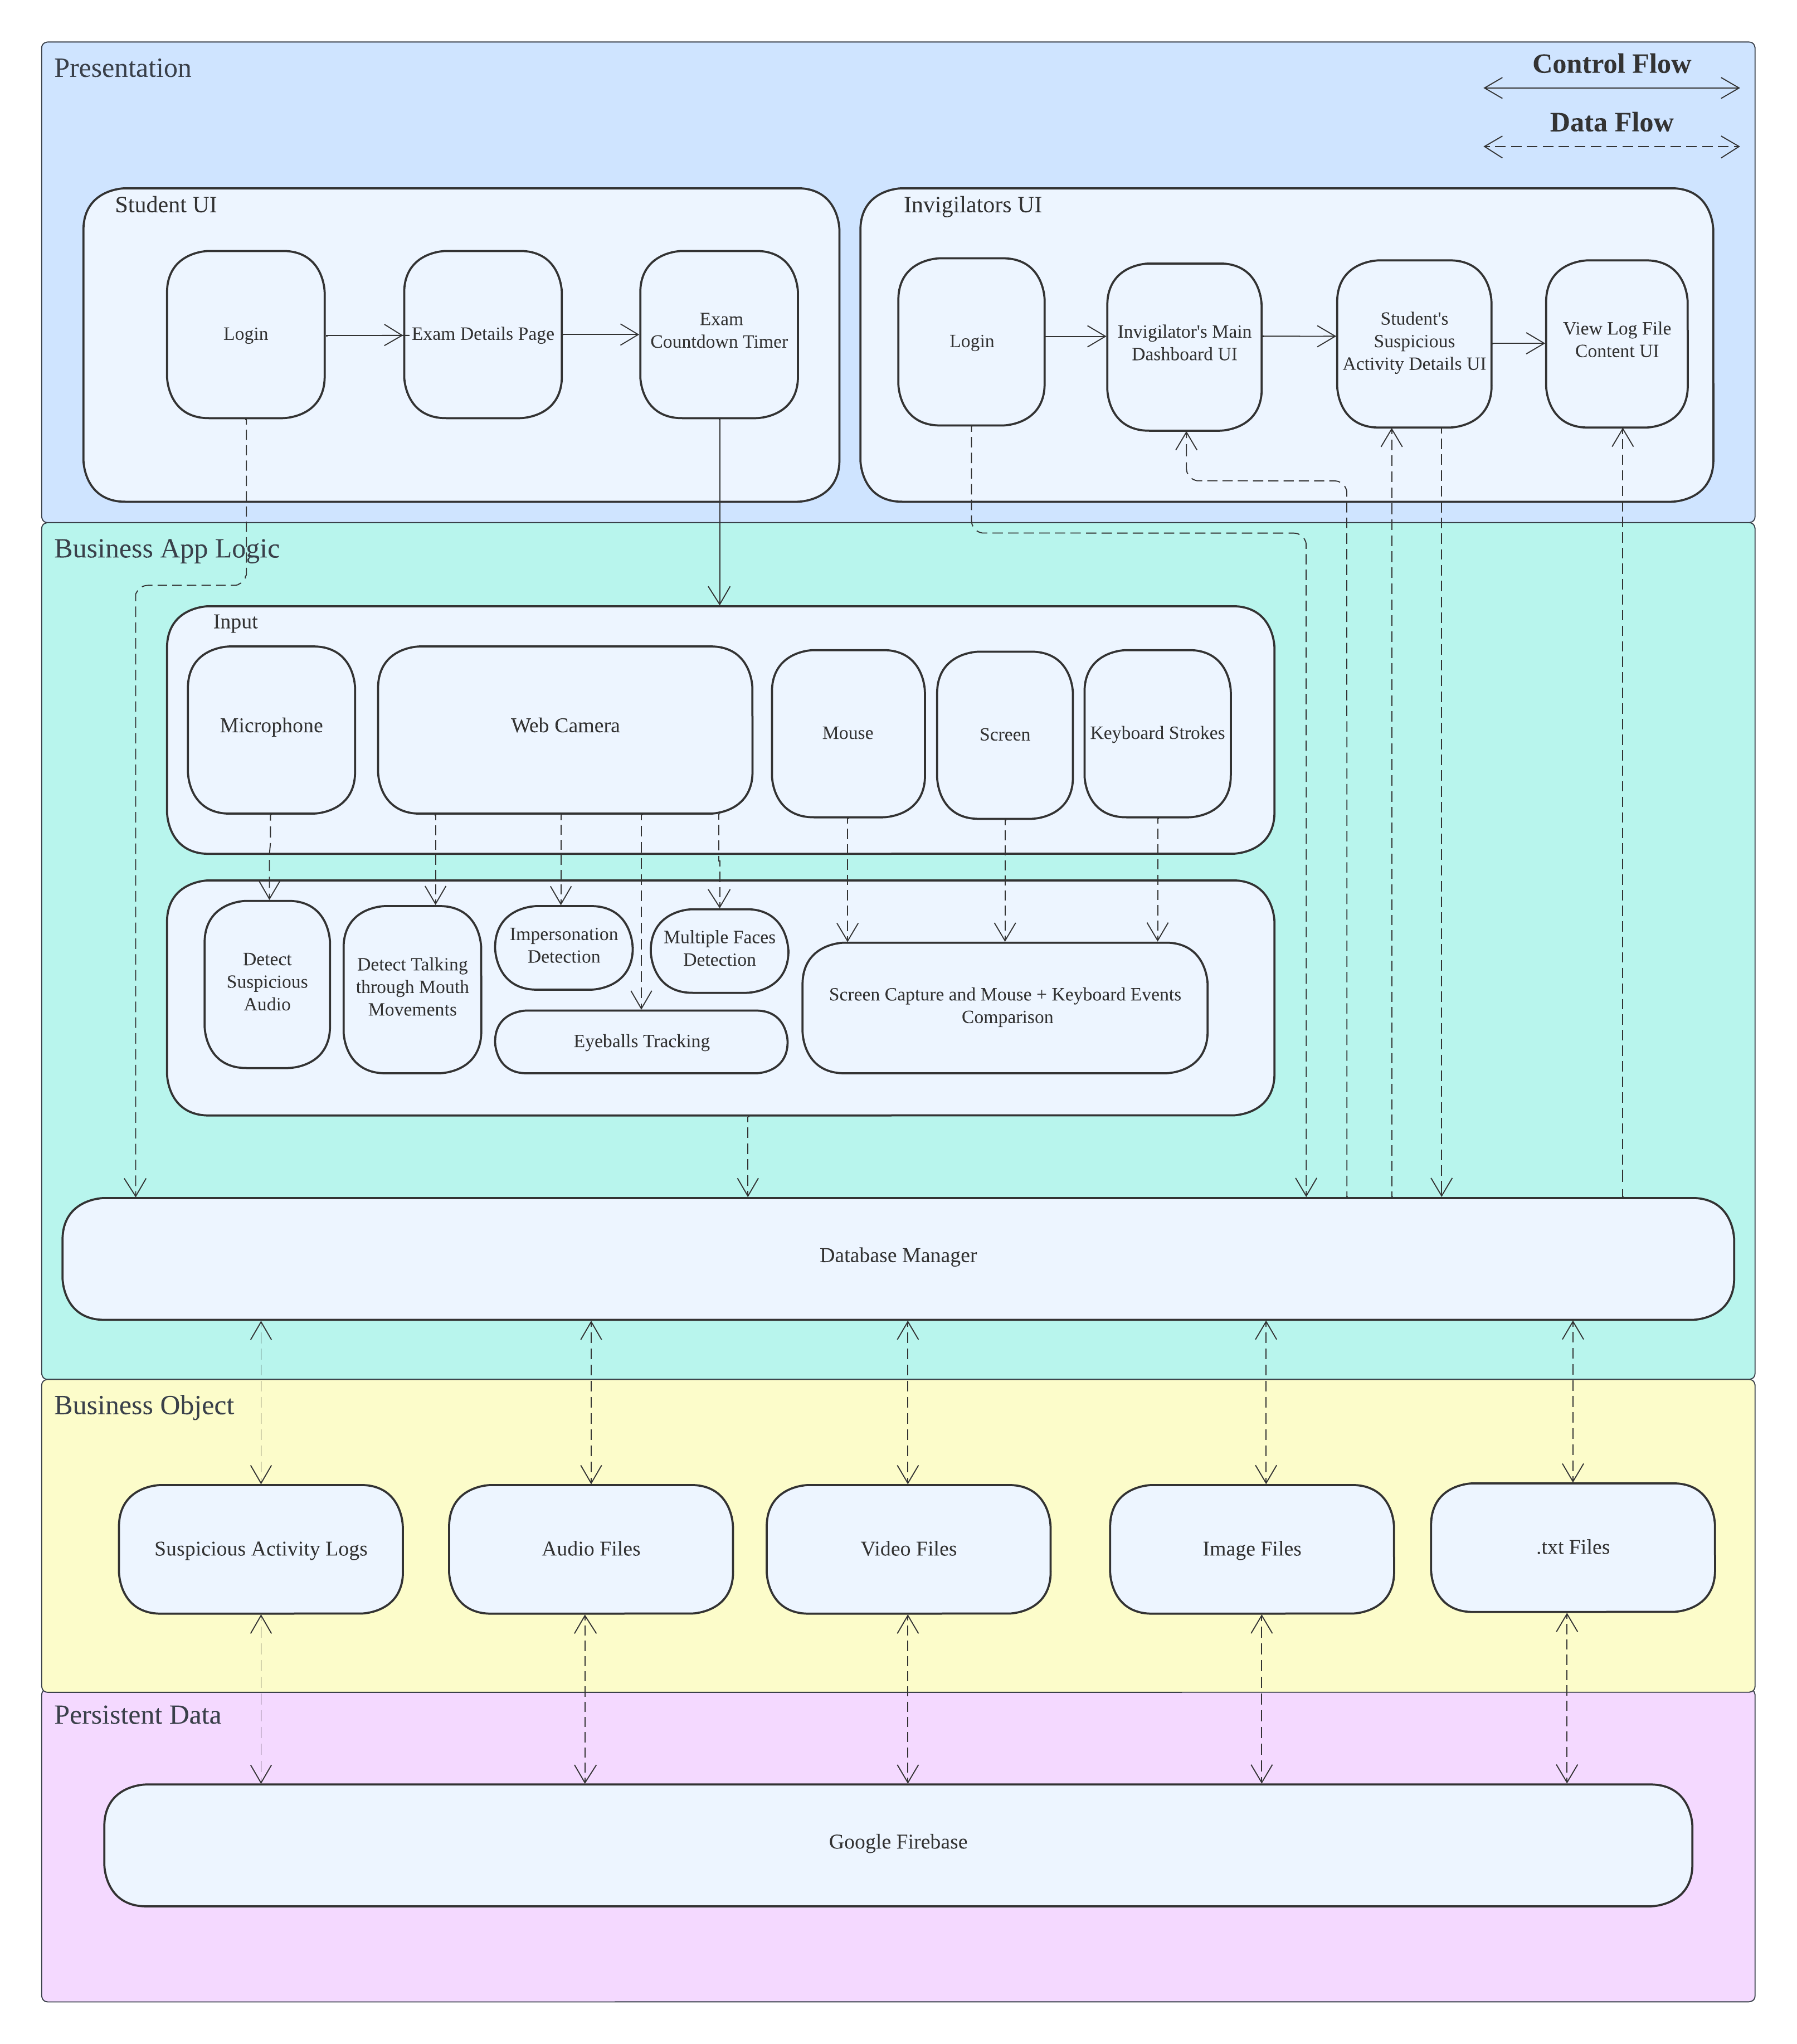 Presentation
Control Flow
Data Flow
Student UI
Login
Exam Details Page
Exam
Countdown Timer
Invigilators UI
Login
Invigilator's Main
Dashboard UI
Student's
Suspicious
Activity Details UI
View Log File
Content UI
Business App Logic
Input
Microphone
Web Camera
Mouse
Screen
Keyboard Strokes
Detect
Suspicious
Audio
Detect Talking
through Mouth
Movements
Impersonation
Detection
Multiple Faces
Detection
Eyeballs Tracking
Screen Capture and Mouse + Keyboard Events
Comparison
Database Manager
Business Object
Suspicious Activity Logs
Audio Files
Video Files
Image Files
.txt Files
Persistent Data
Google Firebase